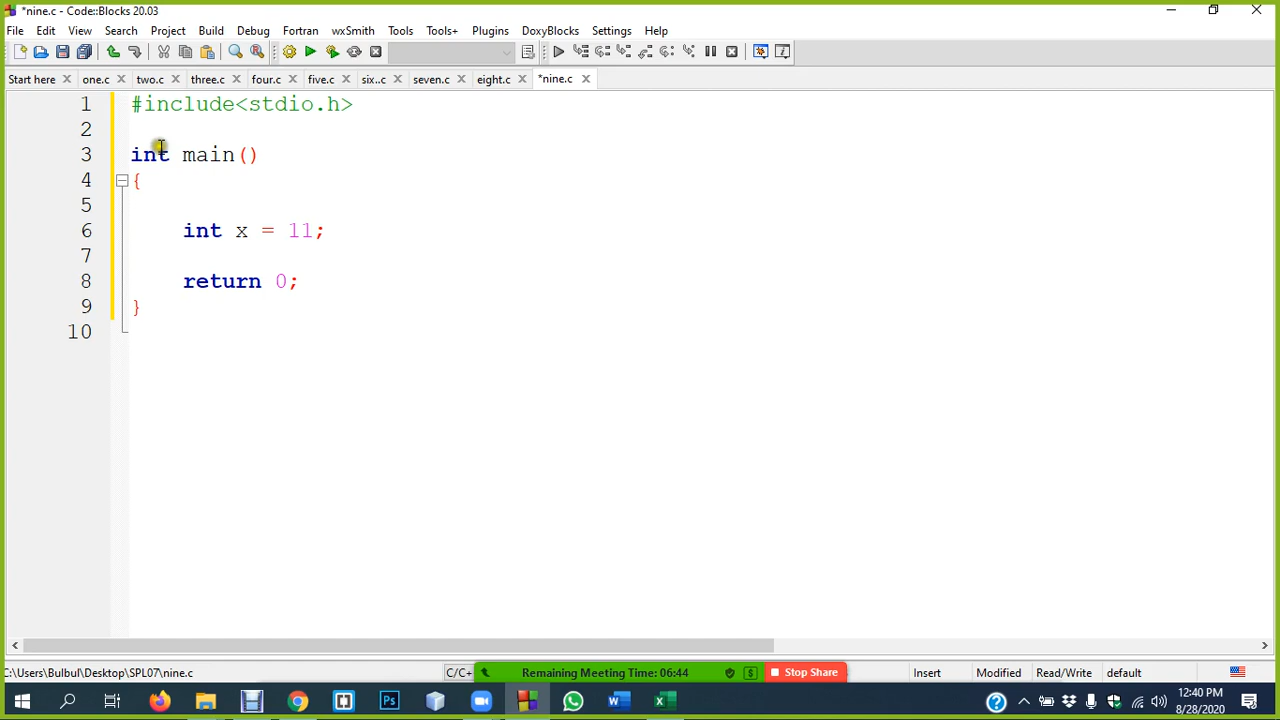 *nine.c - Code::Blocks 20.03
File Edit View Search Project Build Debug Fortran wxSmith Tools Tools+ Plugins DoxyBlocks Settings Help
Start here one.c two.c three.c four.c five.c six..c seven.c eight.c *nine.c
1 #include<stdio.h>
2
3 int main()
4 {
5
6 int x = 11;
7
8 return 0;
9 }
10
C:\Users\Bulbul\Desktop\SPL07\nine.c C/C+ Remaining Meeting Time: 06:44 Stop Share Insert Modified Read/Write default
12:40 PM
8/28/2020